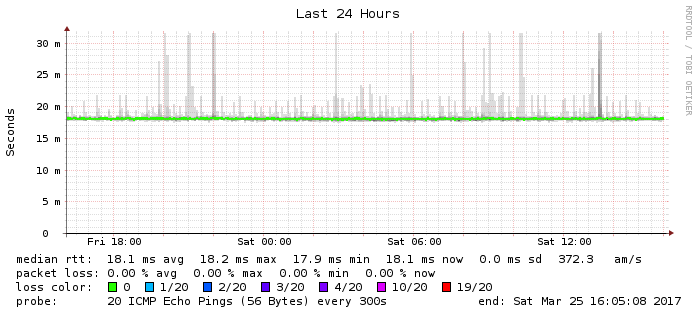 Last 24 Hours
RRDTOOL / TOBI OETIKER
Seconds
30 m
25 m
20 m
15 m
10 m
5 m
0
Fri 18:00 Sat 00:00 Sat 06:00 Sat 12:00
median rtt: 18.1 ms avg 18.2 ms max 17.9 ms min 18.1 ms now 0.0 ms sd 372.3 am/s
packet loss: 0.00 % avg 0.00 % max 0.00 % min 0.00 % now
loss color: 0 1/20 2/20 3/20 4/20 10/20 19/20
probe: 20 ICMP Echo Pings (56 Bytes) every 300s end: Sat Mar 25 16:05:08 2017